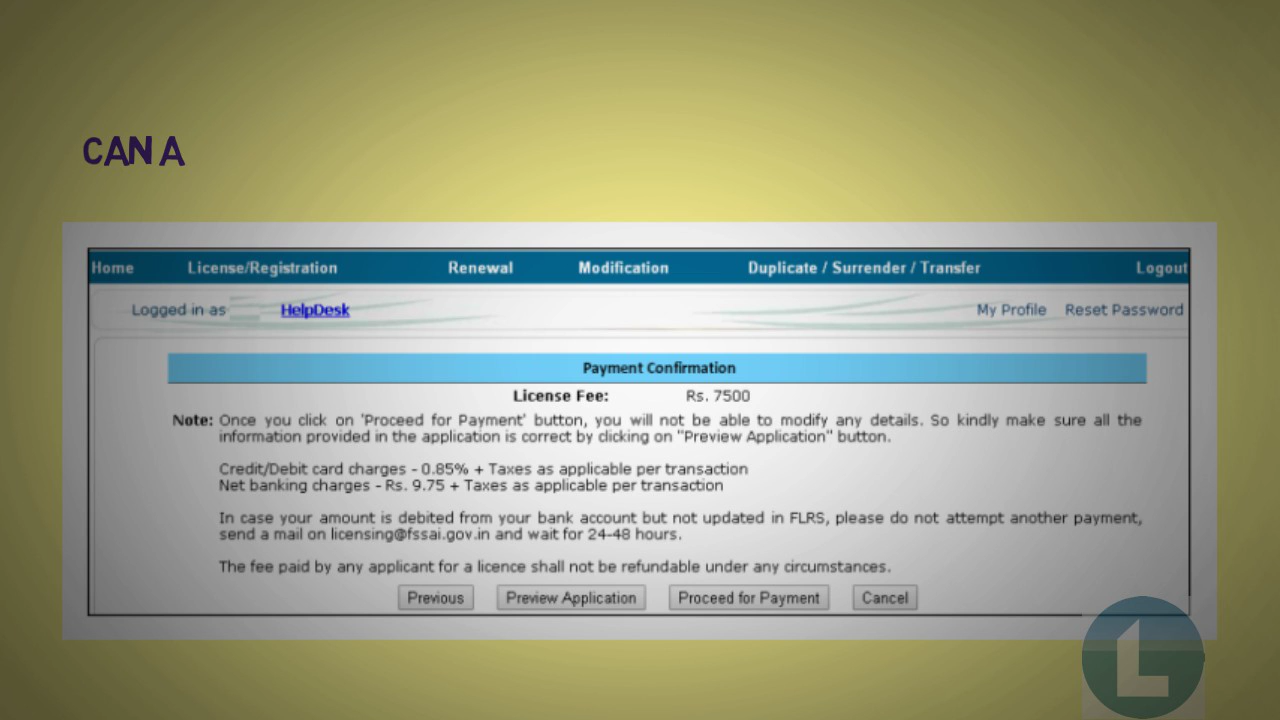 CAN A
Home License/Registration Renewal Modification Duplicate / Surrender / Transfer Logout
Logged in as HelpDesk My Profile Reset Password
Payment Confirmation
License Fee: Rs. 7500
Note: Once you click on 'Proceed for Payment' button, you will not be able to modify any details. So kindly make sure all the
information provided in the application is correct by clicking on "Preview Application" button.
Credit/Debit card charges - 0.85% + Taxes as applicable per transaction
Net banking charges - Rs. 9.75 + Taxes as applicable per transaction
In case your amount is debited from your bank account but not updated in FLRS, please do not attempt another payment,
send a mail on licensing@fssai.gov.in and wait for 24-48 hours.
The fee paid by any applicant for a licence shall not be refundable under any circumstances.
Previous Preview Application Proceed for Payment Cancel
L